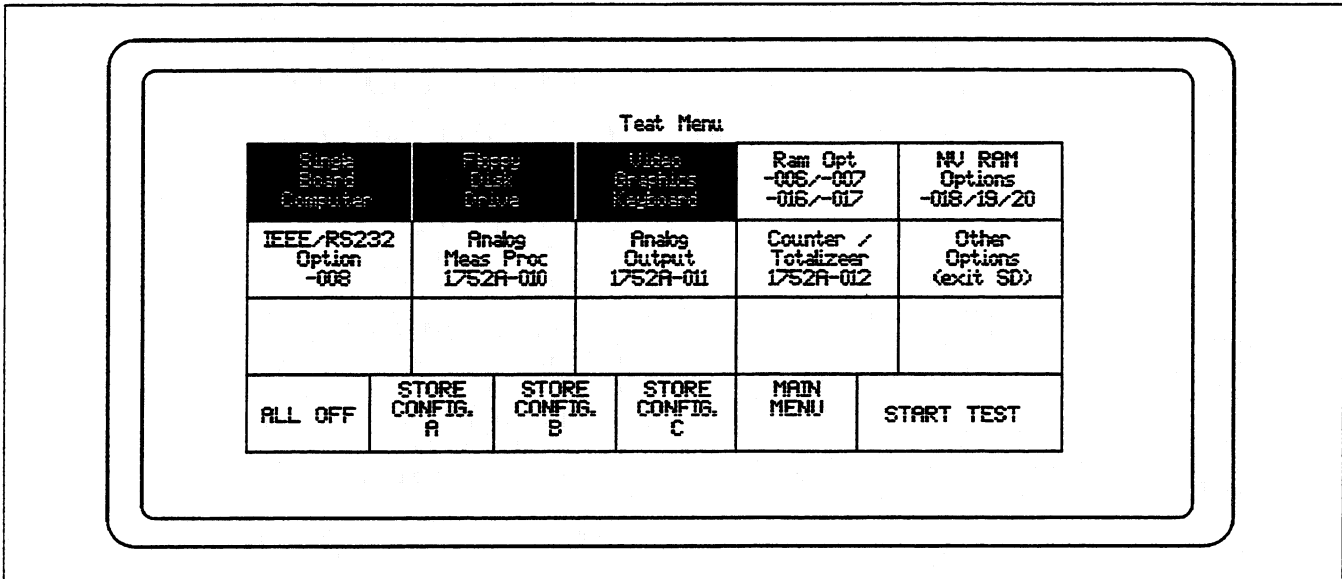 Teat Menu
Single
Board
Computer
Floppy
Disk
Drive
Video
Graphics
Keyboard
Ram Opt
-006/-007
-016/-017
NV RAM
Options
-018/19/20
IEEE/RS232
Option
-008
Analog
Meas Proc
1752A-010
Analog
Output
1752A-011
Counter /
Totalizeer
1752A-012
Other
Options
(exit SD)
ALL OFF
STORE
CONFIG.
A
STORE
CONFIG.
B
STORE
CONFIG.
C
MAIN
MENU
START TEST